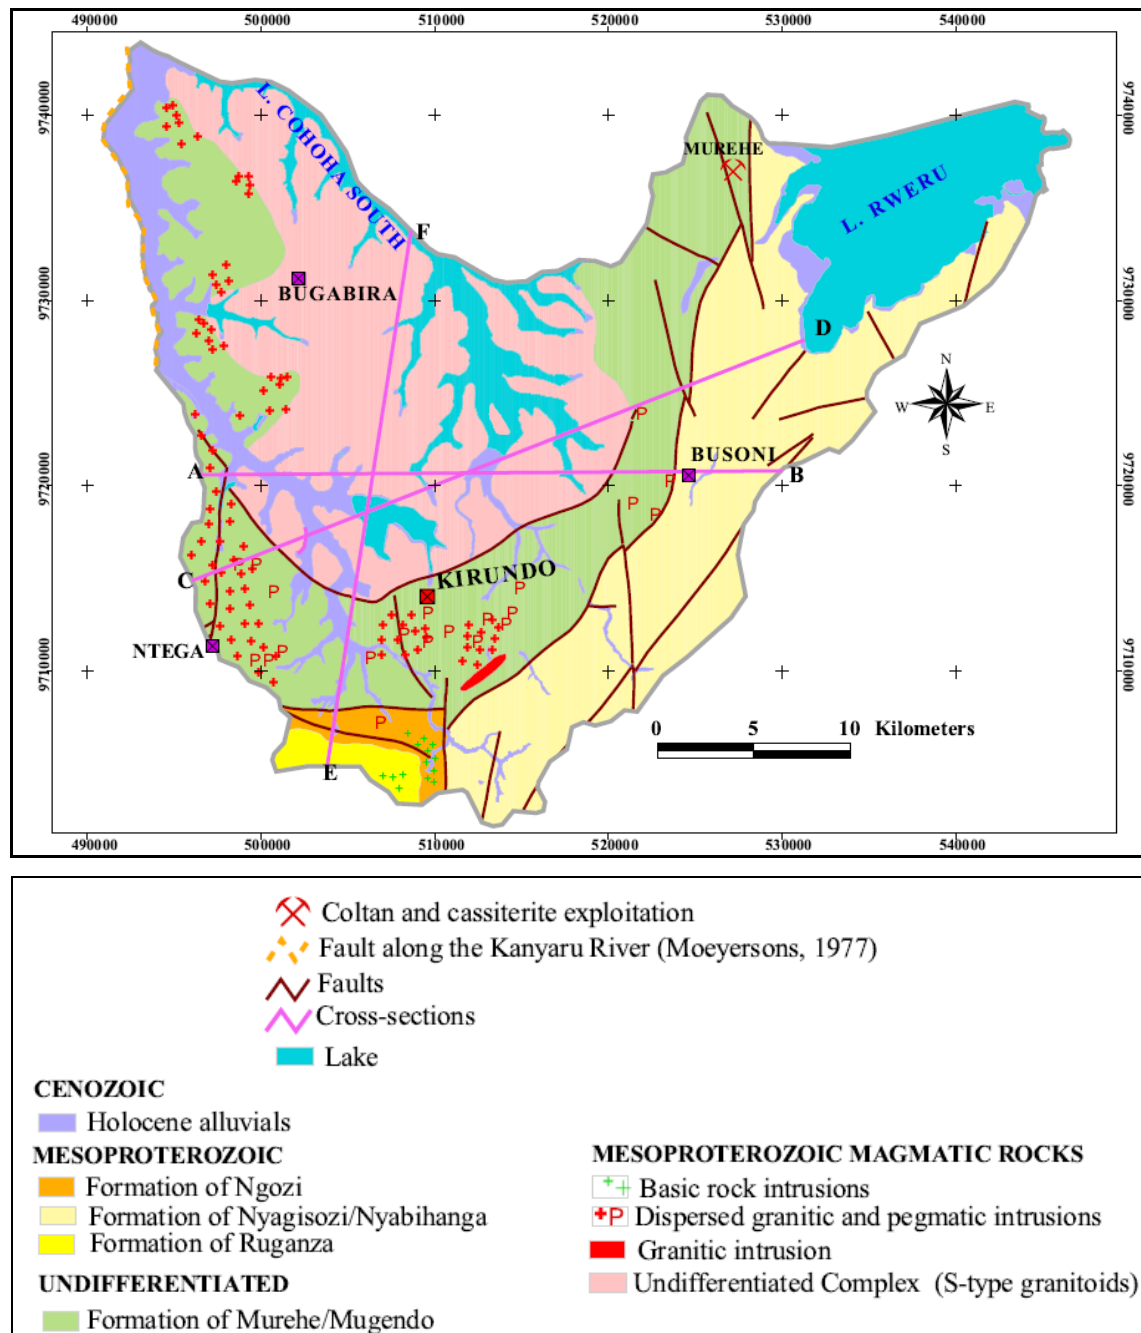 490000 500000 510000 520000 530000 540000
9740000 9740000
L. COHOHA SOUTH
MUREHE
L. RWERU
F
BUGABIRA
9730000 9730000
D
N
W E
S
A
BUSONI
B
9720000 9720000
P
P
P
P
C
P P
P
KIRUNDO
P
P
P P
P P P
P P
NTEGA
P
P P
P
9710000 9710000
P
0 5 10 Kilometers
E
490000 500000 510000 520000 530000 540000
Coltan and cassiterite exploitation
Fault along the Kanyaru River (Moeyersons, 1977)
Faults
Cross-sections
Lake
CENOZOIC
Holocene alluvials
MESOPROTEROZOIC
Formation of Ngozi
Formation of Nyagisozi/Nyabihanga
Formation of Ruganza
UNDIFFERENTIATED
Formation of Murehe/Mugendo
MESOPROTEROZOIC MAGMATIC ROCKS
Basic rock intrusions
P Dispersed granitic and pegmatic intrusions
Granitic intrusion
Undifferentiated Complex (S-type granitoids)